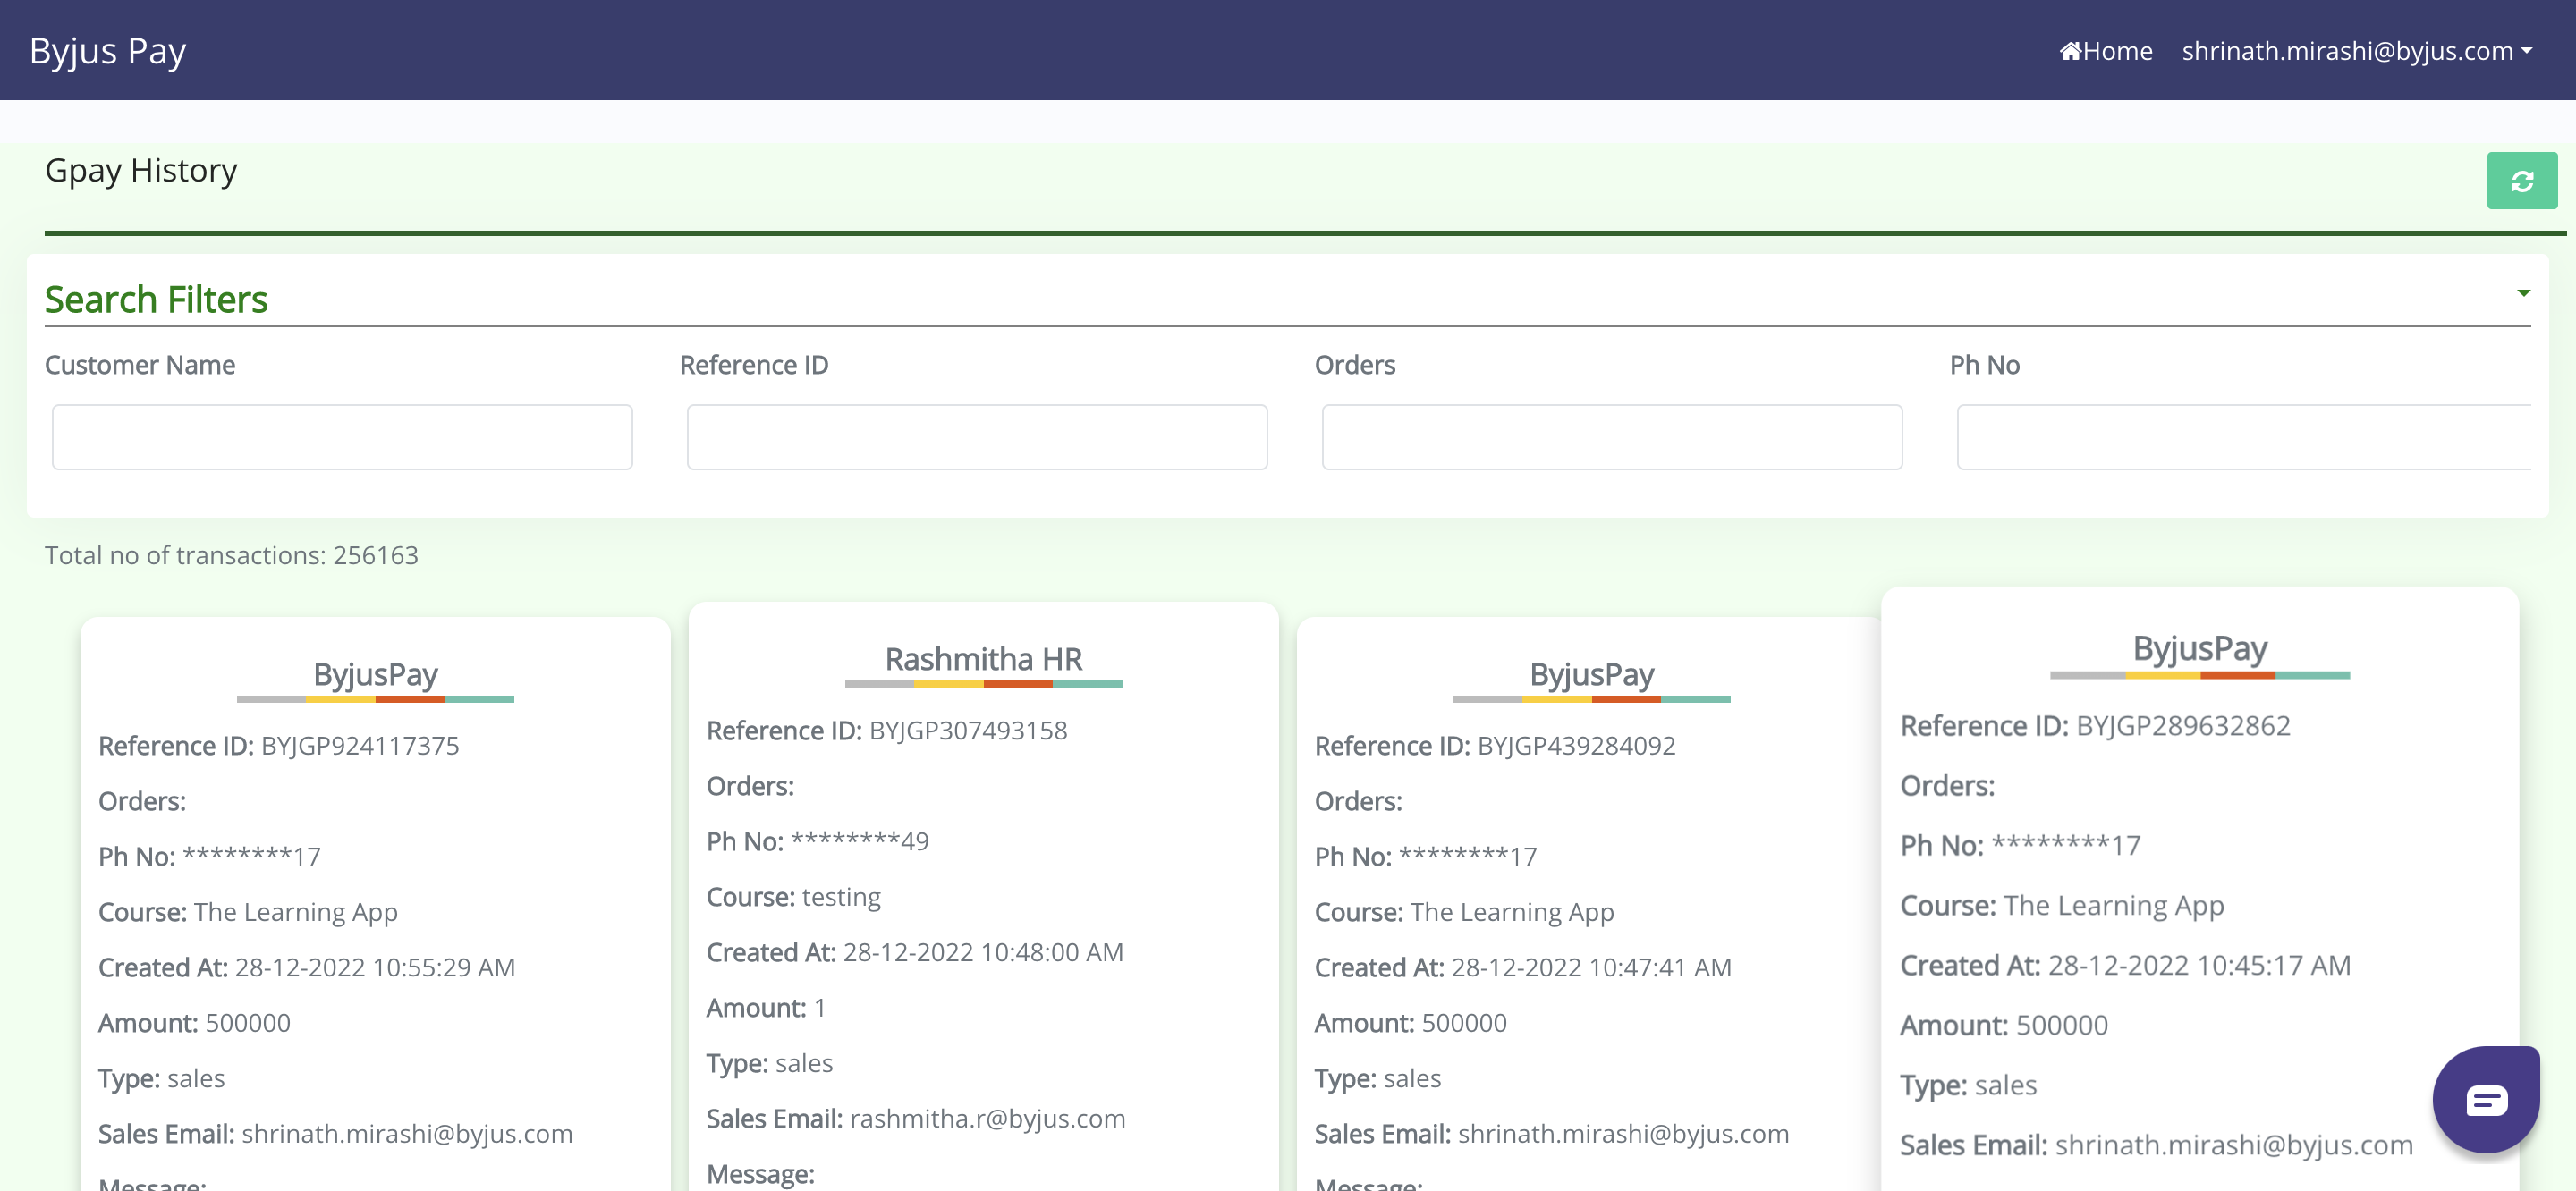 Byjus Pay
Home
shrinath.mirashi@byjus.com
Gpay History
Search Filters
Customer Name
Reference ID
Orders
Ph No
Total no of transactions: 256163
ByjusPay
Reference ID: BYJGP924117375
Orders:
Ph No: ********17
Course: The Learning App
Created At: 28-12-2022 10:55:29 AM
Amount: 500000
Type: sales
Sales Email: shrinath.mirashi@byjus.com
Message:
Rashmitha HR
Reference ID: BYJGP307493158
Orders:
Ph No: ********49
Course: testing
Created At: 28-12-2022 10:48:00 AM
Amount: 1
Type: sales
Sales Email: rashmitha.r@byjus.com
Message:
ByjusPay
Reference ID: BYJGP439284092
Orders:
Ph No: ********17
Course: The Learning App
Created At: 28-12-2022 10:47:41 AM
Amount: 500000
Type: sales
Sales Email: shrinath.mirashi@byjus.com
Message:
ByjusPay
Reference ID: BYJGP289632862
Orders:
Ph No: ********17
Course: The Learning App
Created At: 28-12-2022 10:45:17 AM
Amount: 500000
Type: sales
Sales Email: shrinath.mirashi@byjus.com